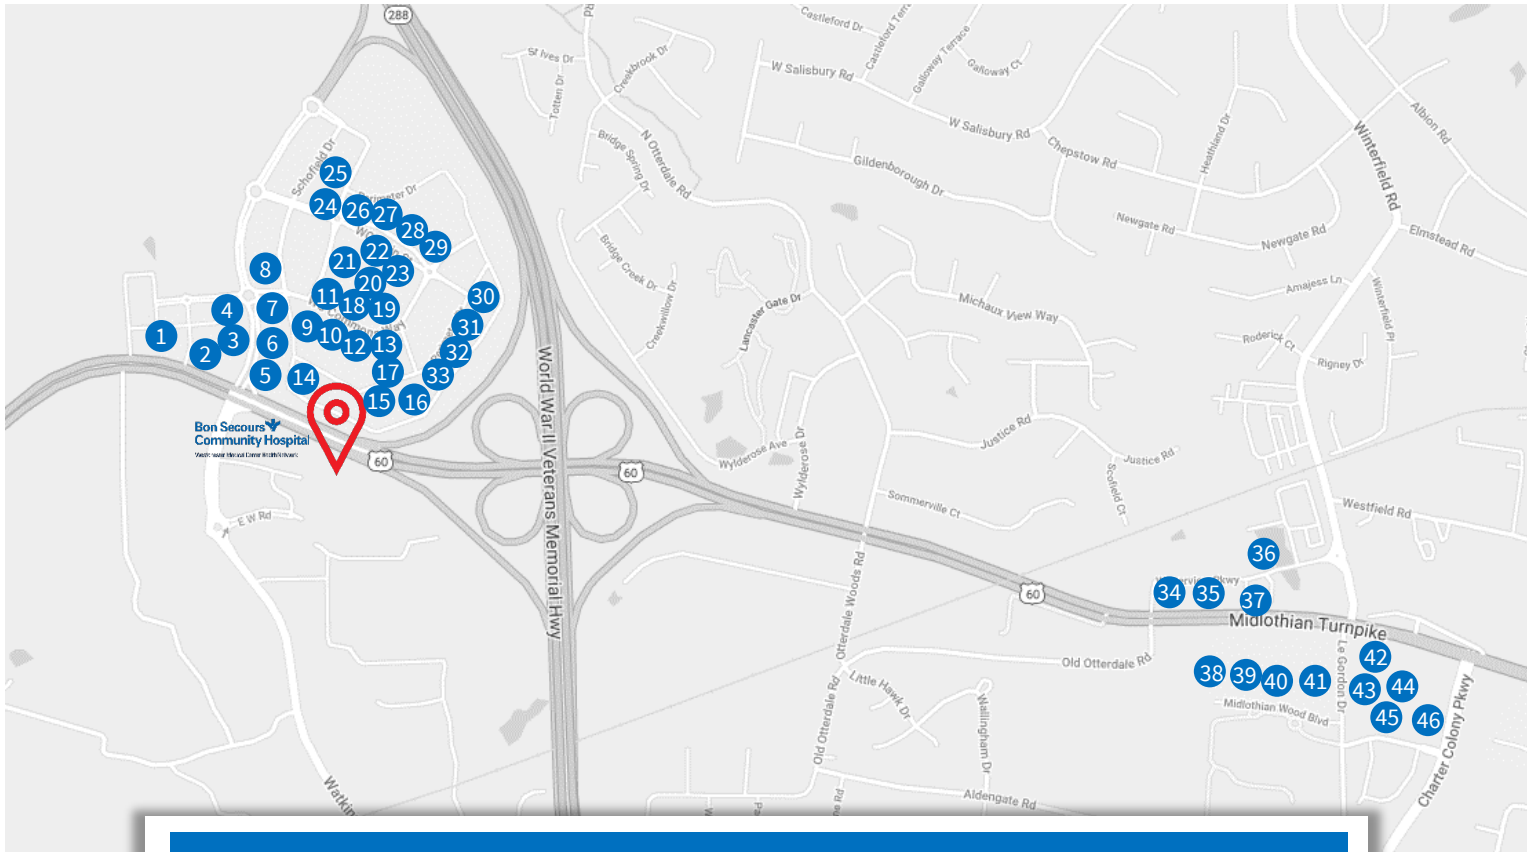 288
Castleford Dr
Castleford Terr
Galloway Terrace
Galloway Ct
St Ives Dr
Totten Dr
Creekbrook Dr
W Salisbury Rd
W Salisbury Rd
Chepstow Rd
Heathland Dr
Albion Rd
Winterfield Rd
N Otterdale Rd
Bridge Spring Dr
Gildenborough Dr
Schofield Dr
Perimeter Dr
25
24
26
27
28
29
22
21
23
20
8
11
18
19
30
4
7
9
10
31
1
3
6
12
13
32
2
5
14
17
33
15
16
Commons Way
Newgate Rd
Newgate Rd
Elmstead Rd
Bridge Creek Dr
Creekwillow Dr
Lancaster Gate Dr
Michaux View Way
Amajess Ln
Winterfield Pl
Roderick Ct
Rigney Dr
Bon Secours
Community Hospital
60
60
World War II Veterans Memorial Hwy
Wylderose Ave
Wylderose Dr
Justice Rd
Justice Rd
Scofield Ct
Sommerville Ct
Westfield Rd
E W Rd
36
34
35
37
60
Midlothian Turnpike
Otterdale Woods Rd
Old Otterdale Rd
Old Otterdale Rd
Little Hawk Dr
Wallingham Dr
Le Gordon Dr
38
39
40
41
42
43
44
45
46
Midlothian Wood Blvd
Charter Colony Pkwy
Aldengate Rd